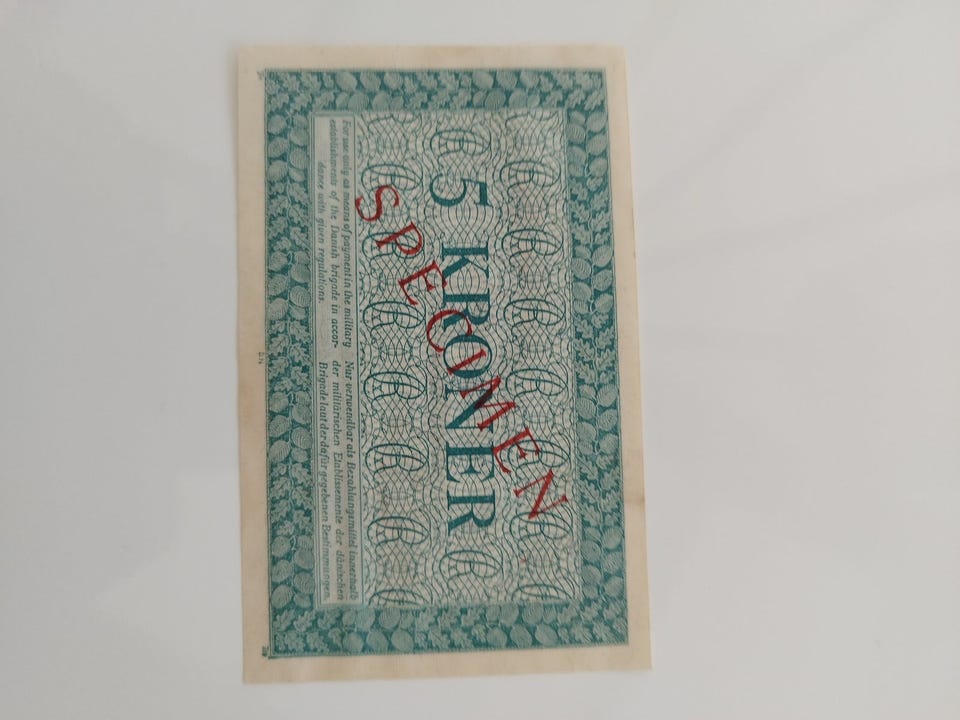 5 KRONER
SPECIMEN
For use only as means of payment in the military
establishments of the Danish brigade in accor-
dance with given regulations.
Nur verwendbar als Bezahlungsmittel innerhalb
der militärischen Etablissemente der dänischen
Brigade laut der dafür gegebenen Bestimmungen.